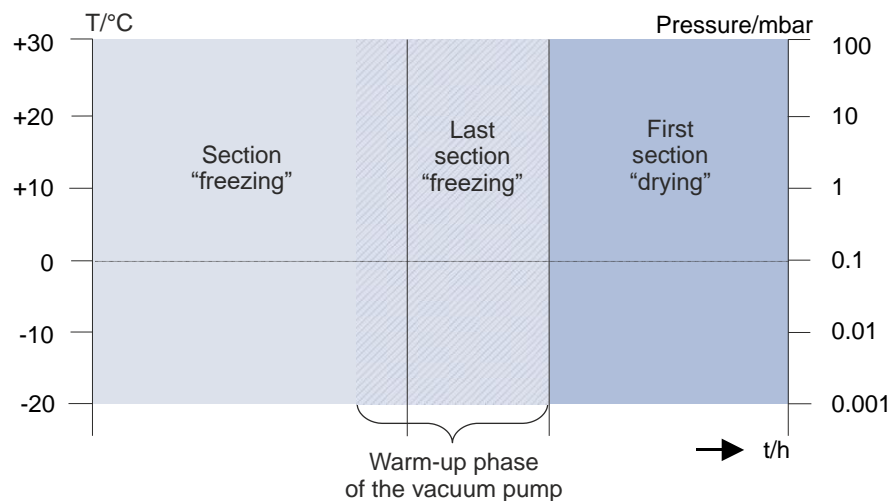 T/°C
Pressure/mbar
+30
100
+20
10
Section
“freezing”
Last
section
“freezing”
First
section
“drying”
+10
1
0
0.1
-10
0.01
-20
0.001
t/h
Warm-up phase
of the vacuum pump